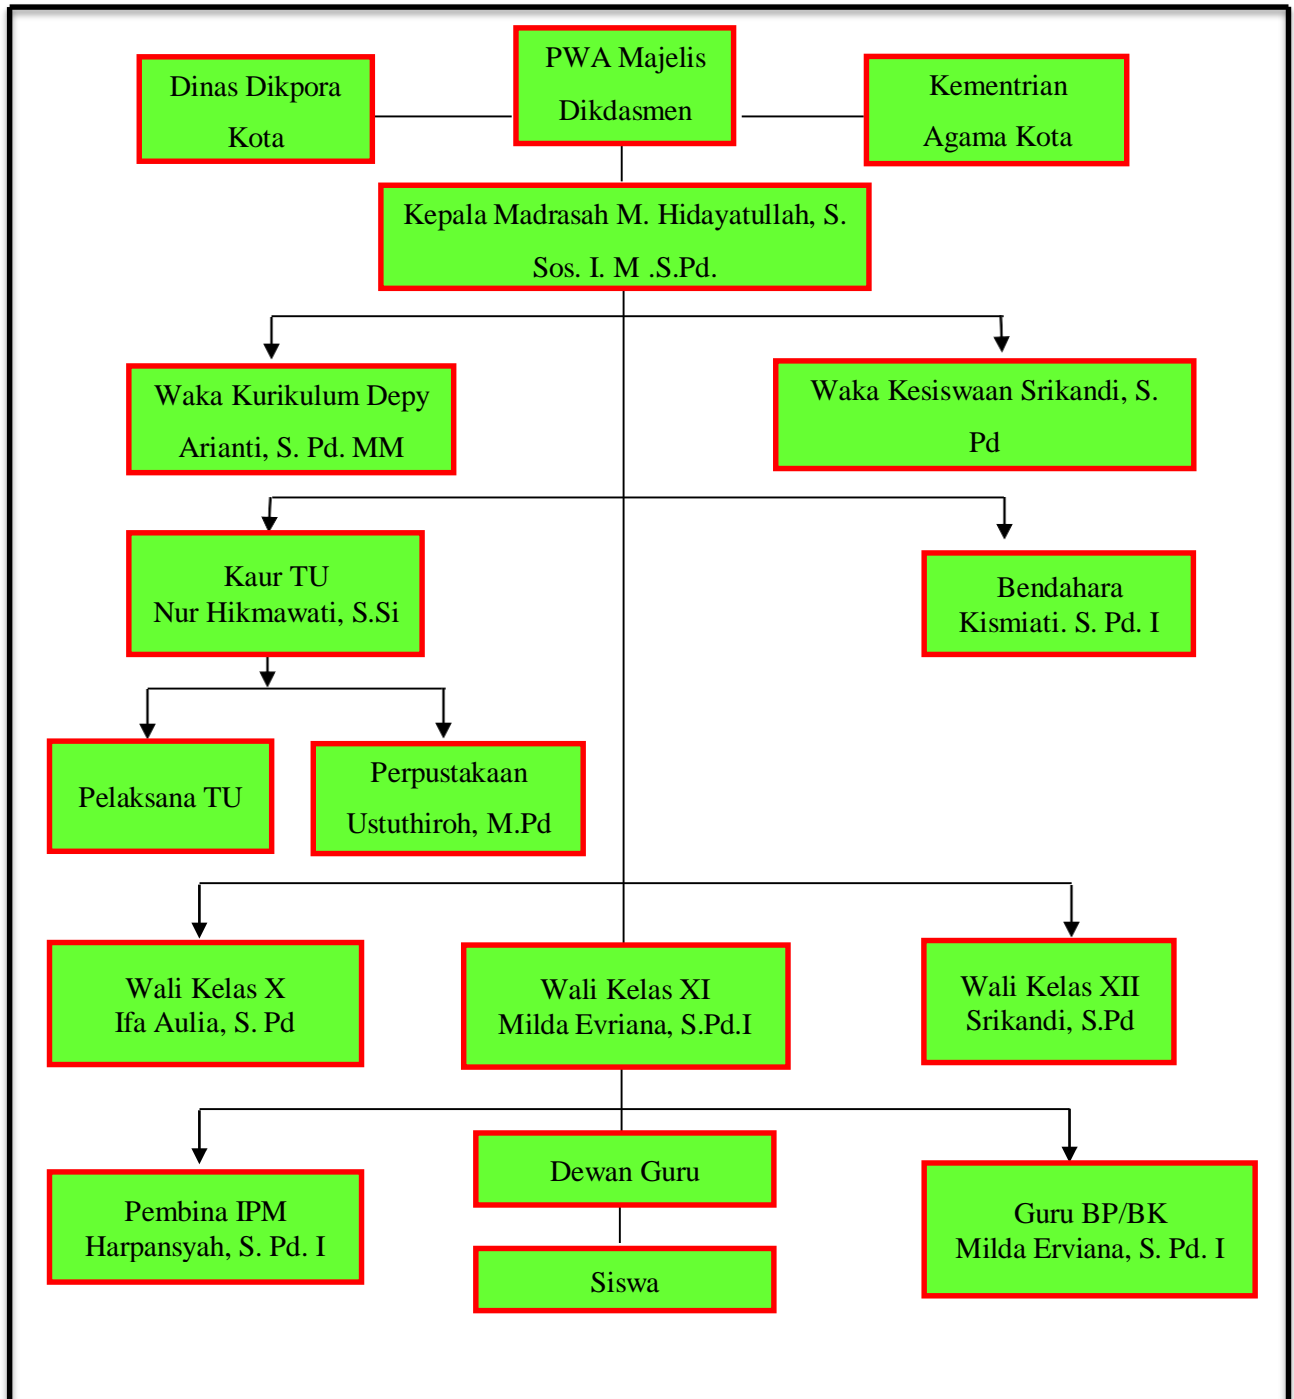 PWA Majelis
Dikdasmen
Dinas Dikpora
Kota
Kementrian
Agama Kota
Kepala Madrasah M. Hidayatullah, S.
Sos. I. M .S.Pd.
Waka Kurikulum Depy
Arianti, S. Pd. MM
Waka Kesiswaan Srikandi, S.
Pd
Kaur TU
Nur Hikmawati, S.Si
Bendahara
Kismiati. S. Pd. I
Pelaksana TU
Perpustakaan
Ustuthiroh, M.Pd
Wali Kelas X
Ifa Aulia, S. Pd
Wali Kelas XI
Milda Evriana, S.Pd.I
Wali Kelas XII
Srikandi, S.Pd
Pembina IPM
Harpansyah, S. Pd. I
Dewan Guru
Guru BP/BK
Milda Erviana, S. Pd. I
Siswa